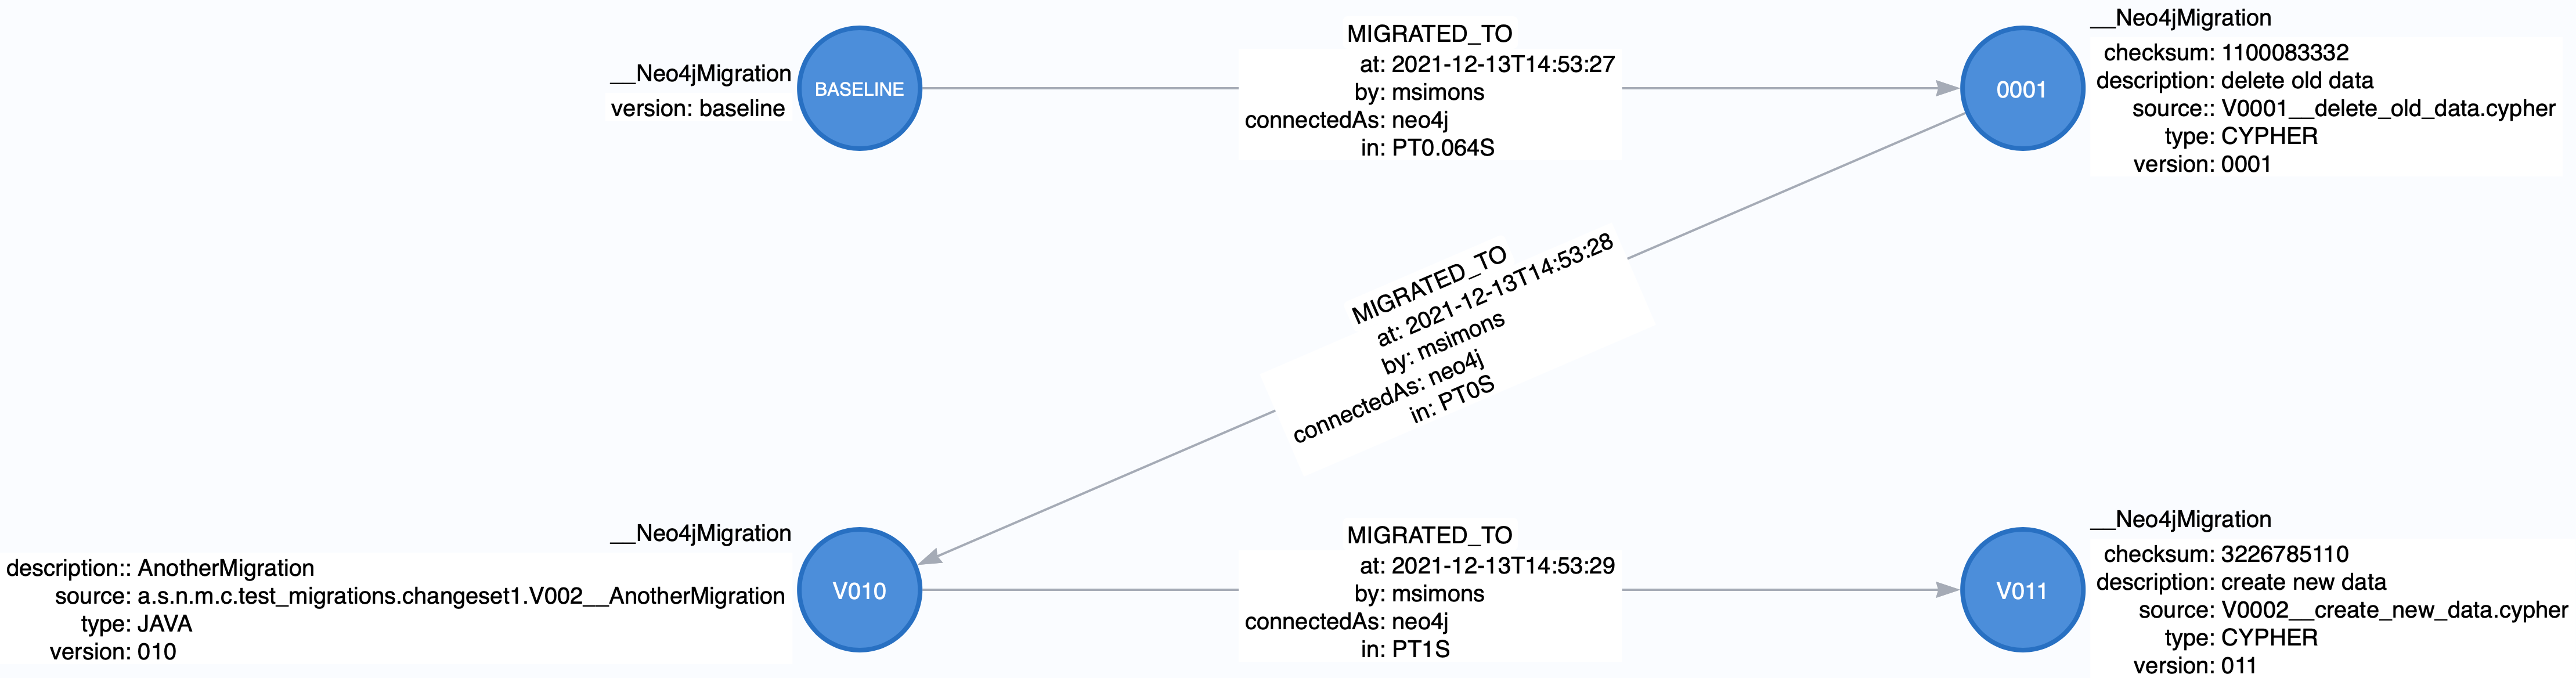 __Neo4jMigration
version: baseline
BASELINE
MIGRATED_TO
at: 2021-12-13T14:53:27
by: msimons
connectedAs: neo4j
in: PT0.064S
0001
__Neo4jMigration
checksum: 1100083332
description: delete old data
source:: V0001__delete_old_data.cypher
type: CYPHER
version: 0001
MIGRATED_TO
at: 2021-12-13T14:53:28
by: msimons
connectedAs: neo4j
in: PT0S
__Neo4jMigration
description:: AnotherMigration
source: a.s.n.m.c.test_migrations.changeset1.V002__AnotherMigration
type: JAVA
version: 010
V010
MIGRATED_TO
at: 2021-12-13T14:53:29
by: msimons
connectedAs: neo4j
in: PT1S
V011
__Neo4jMigration
checksum: 3226785110
description: create new data
source: V0002__create_new_data.cypher
type: CYPHER
version: 011